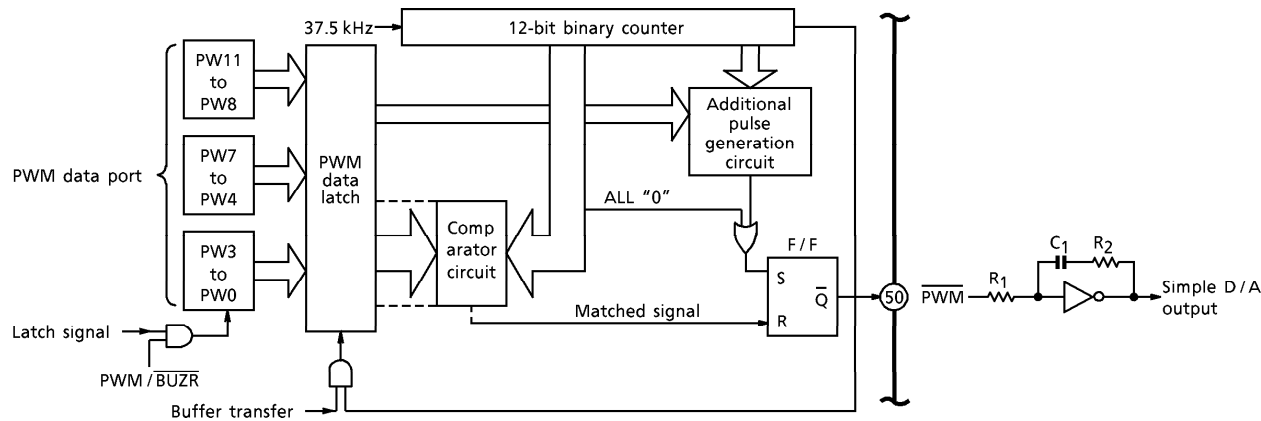 37.5 kHz
12-bit binary counter
PW11
to
PW8
PW7
to
PW4
PW3
to
PW0
PWM data port
PWM
data
latch
Additional
pulse
generation
circuit
ALL “0”
Comp
arator
circuit
F / F
S
Q
R
Matched signal
50
PWM
R1
C1
R2
Simple D / A
output
Latch signal
PWM / BUZR
Buffer transfer